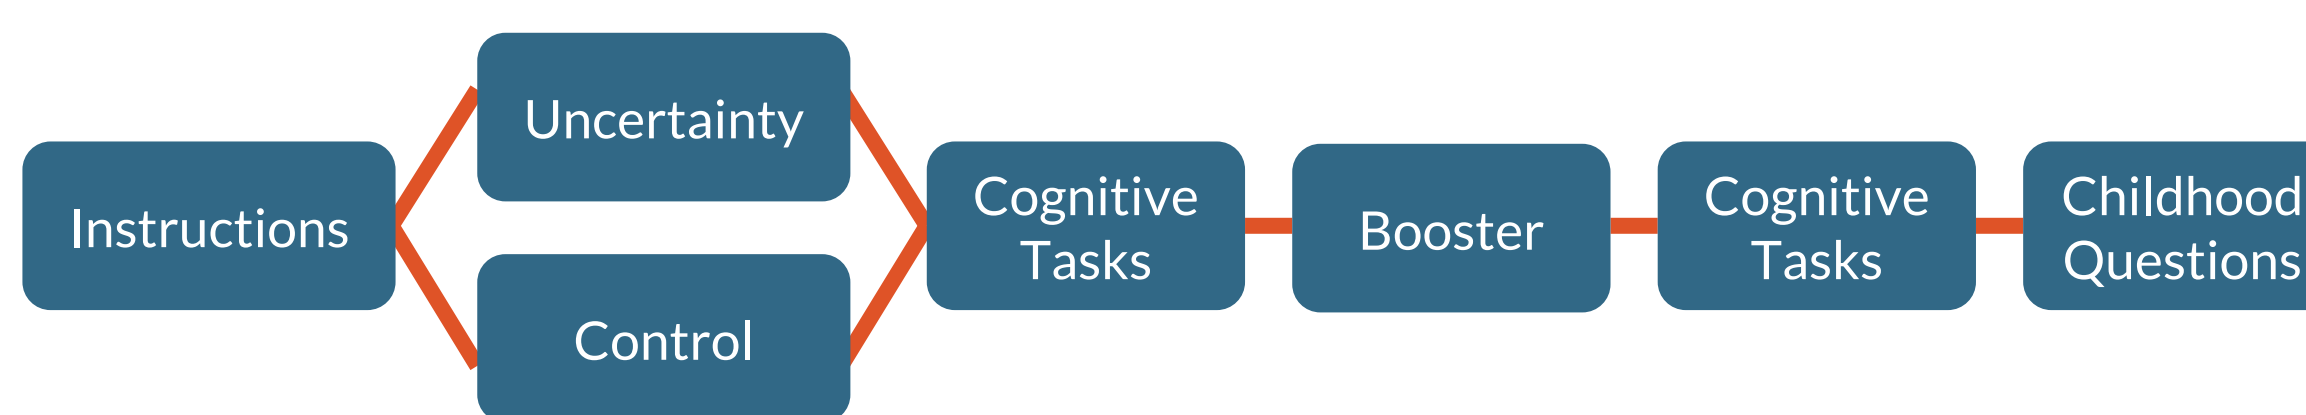 Instructions
Uncertainty
Control
Cognitive
Tasks
Booster
Cognitive
Tasks
Childhood
Questions